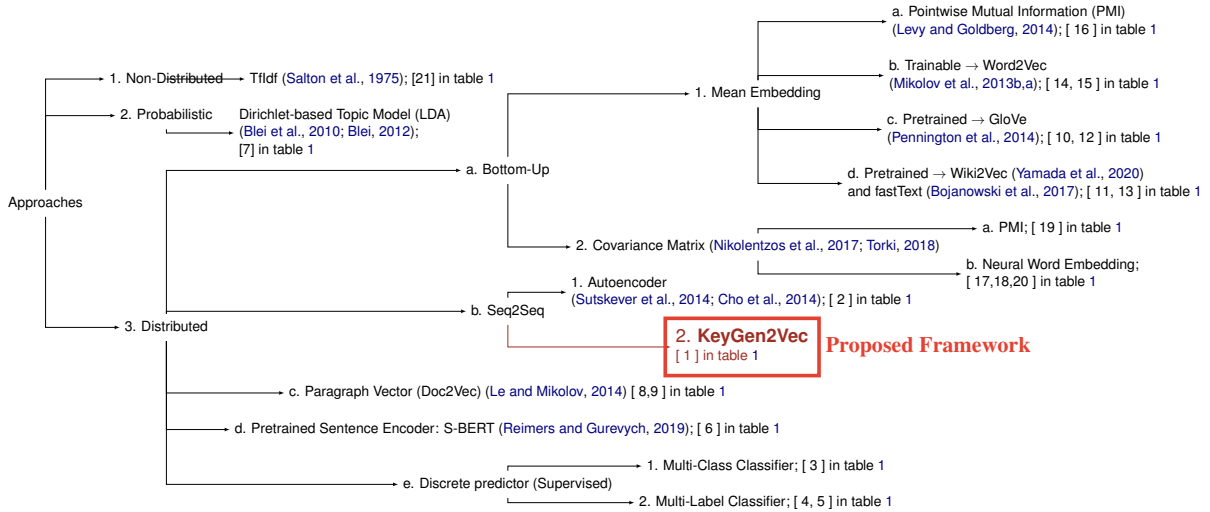 Approaches
1. Non-Distributed
TfIdf (Salton et al., 1975); [21] in table 1
2. Probabilistic
Dirichlet-based Topic Model (LDA)
(Blei et al., 2010; Blei, 2012);
[7] in table 1
3. Distributed
a. Bottom-Up
1. Mean Embedding
a. Pointwise Mutual Information (PMI)
(Levy and Goldberg, 2014); [ 16 ] in table 1
b. Trainable → Word2Vec
(Mikolov et al., 2013b,a); [ 14, 15 ] in table 1
c. Pretrained → GloVe
(Pennington et al., 2014); [ 10, 12 ] in table 1
d. Pretrained → Wiki2Vec (Yamada et al., 2020)
and fastText (Bojanowski et al., 2017); [ 11, 13 ] in table 1
2. Covariance Matrix (Nikolentzos et al., 2017; Torki, 2018)
a. PMI; [ 19 ] in table 1
b. Neural Word Embedding;
[ 17,18,20 ] in table 1
b. Seq2Seq
1. Autoencoder
(Sutskever et al., 2014; Cho et al., 2014); [ 2 ] in table 1
2. KeyGen2Vec
[ 1 ] in table 1
Proposed Framework
c. Paragraph Vector (Doc2Vec) (Le and Mikolov, 2014) [ 8,9 ] in table 1
d. Pretrained Sentence Encoder: S-BERT (Reimers and Gurevych, 2019); [ 6 ] in table 1
e. Discrete predictor (Supervised)
1. Multi-Class Classifier; [ 3 ] in table 1
2. Multi-Label Classifier; [ 4, 5 ] in table 1